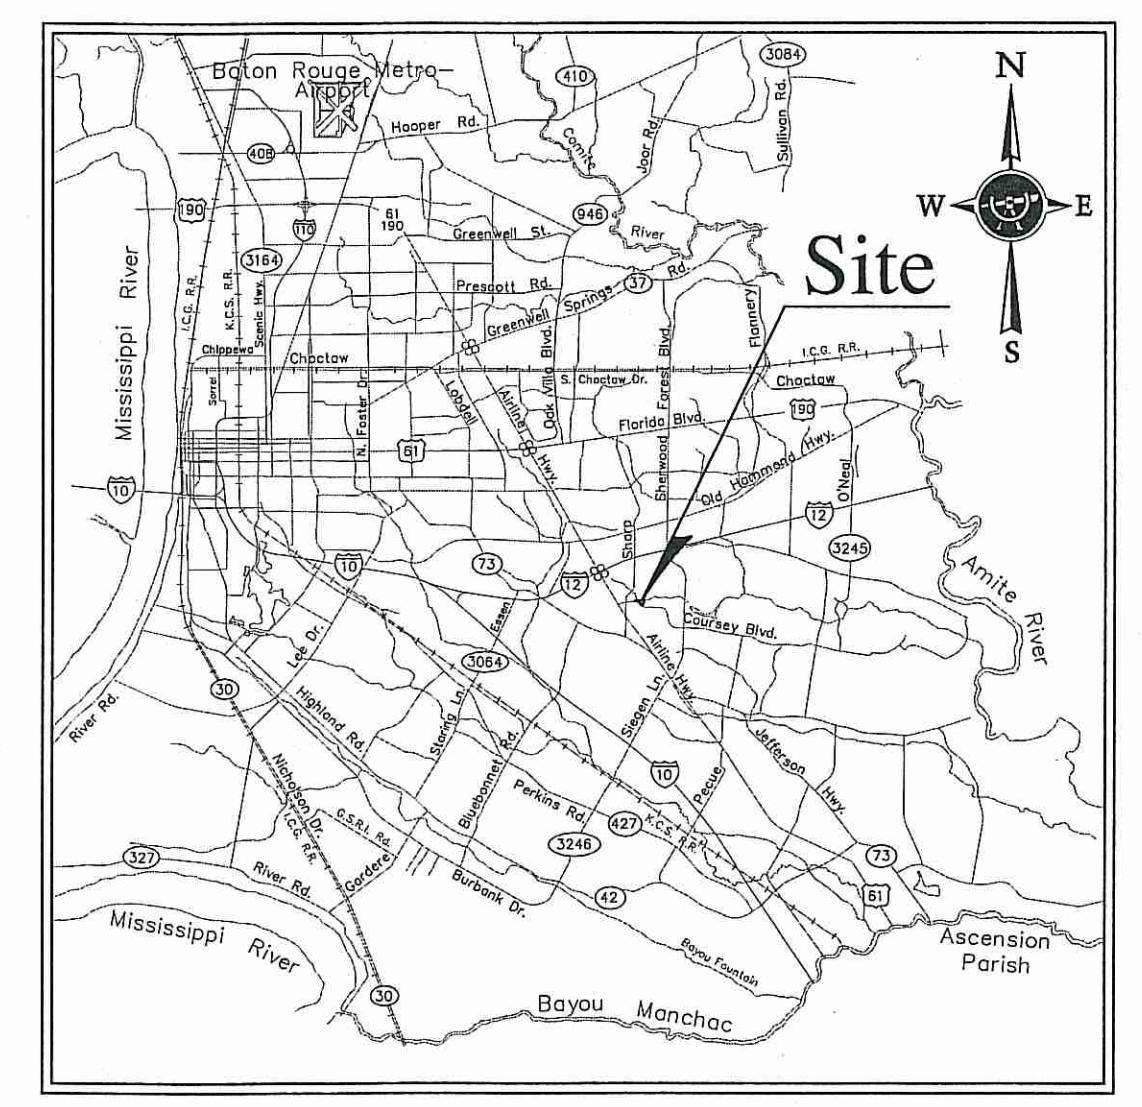 3084
N
Baton Rouge Metro-
Airport
410
Hooper Rd.
Comite
Joor Rd.
Sullivan Rd.
408
190
110
61
190
946
W
E
Greenwell St.
River
Site
3164
Mississippi River
I.C.G. R.R.
K.C.S. R.R.
Scenic Hwy.
Prescott Rd.
37
Greenwell Springs Rd.
Flannery
S
Chippewa
Choctaw
I.C.G. R.R.
Sorrel
N. Foster Dr.
Lobdell
Airline Hwy.
Oak Villa Blvd.
S. Choctaw Dr.
Sherwood Forest Blvd.
Choctaw
190
Florida Blvd.
61
Old Hammond Hwy.
O'Neal
10
12
Sharp
3245
73
10
12
Amite River
Essen
Coursey Blvd.
Lee Dr.
3064
Airline Hwy.
30
Highland Rd.
Staring Ln.
Siegen Ln.
River Rd.
Bluebonnet Rd.
Jefferson Hwy.
Nicholson Dr.
I.C.G. R.R.
10
Pecue
Perkins Rd.
G.S.R.I. Rd.
427
K.C.S. R.R.
3246
327
73
River Rd.
Gardere
Burbank Dr.
42
61
Mississippi River
Bayou Fountain
Ascension
Parish
30
Bayou Manchac